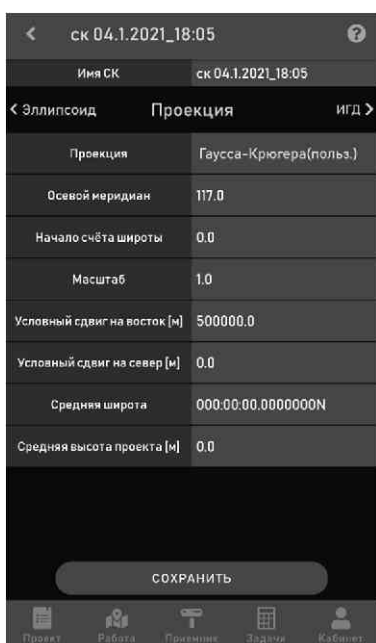 ск 04.1.2021_18:05
Имя СК ск 04.1.2021_18:05
Эллипсоид Проекция ИГД
Проекция Гаусса-Крюгера(польз.)
Осевой меридиан 117.0
Начало счёта широты 0.0
Масштаб 1.0
Условный сдвиг на восток [м] 500000.0
Условный сдвиг на север [м] 0.0
Средняя широта 000:00:00.0000000N
Средняя высота проекта [м] 0.0
СОХРАНИТЬ
Проект Работа Приемник Задачи Кабинет